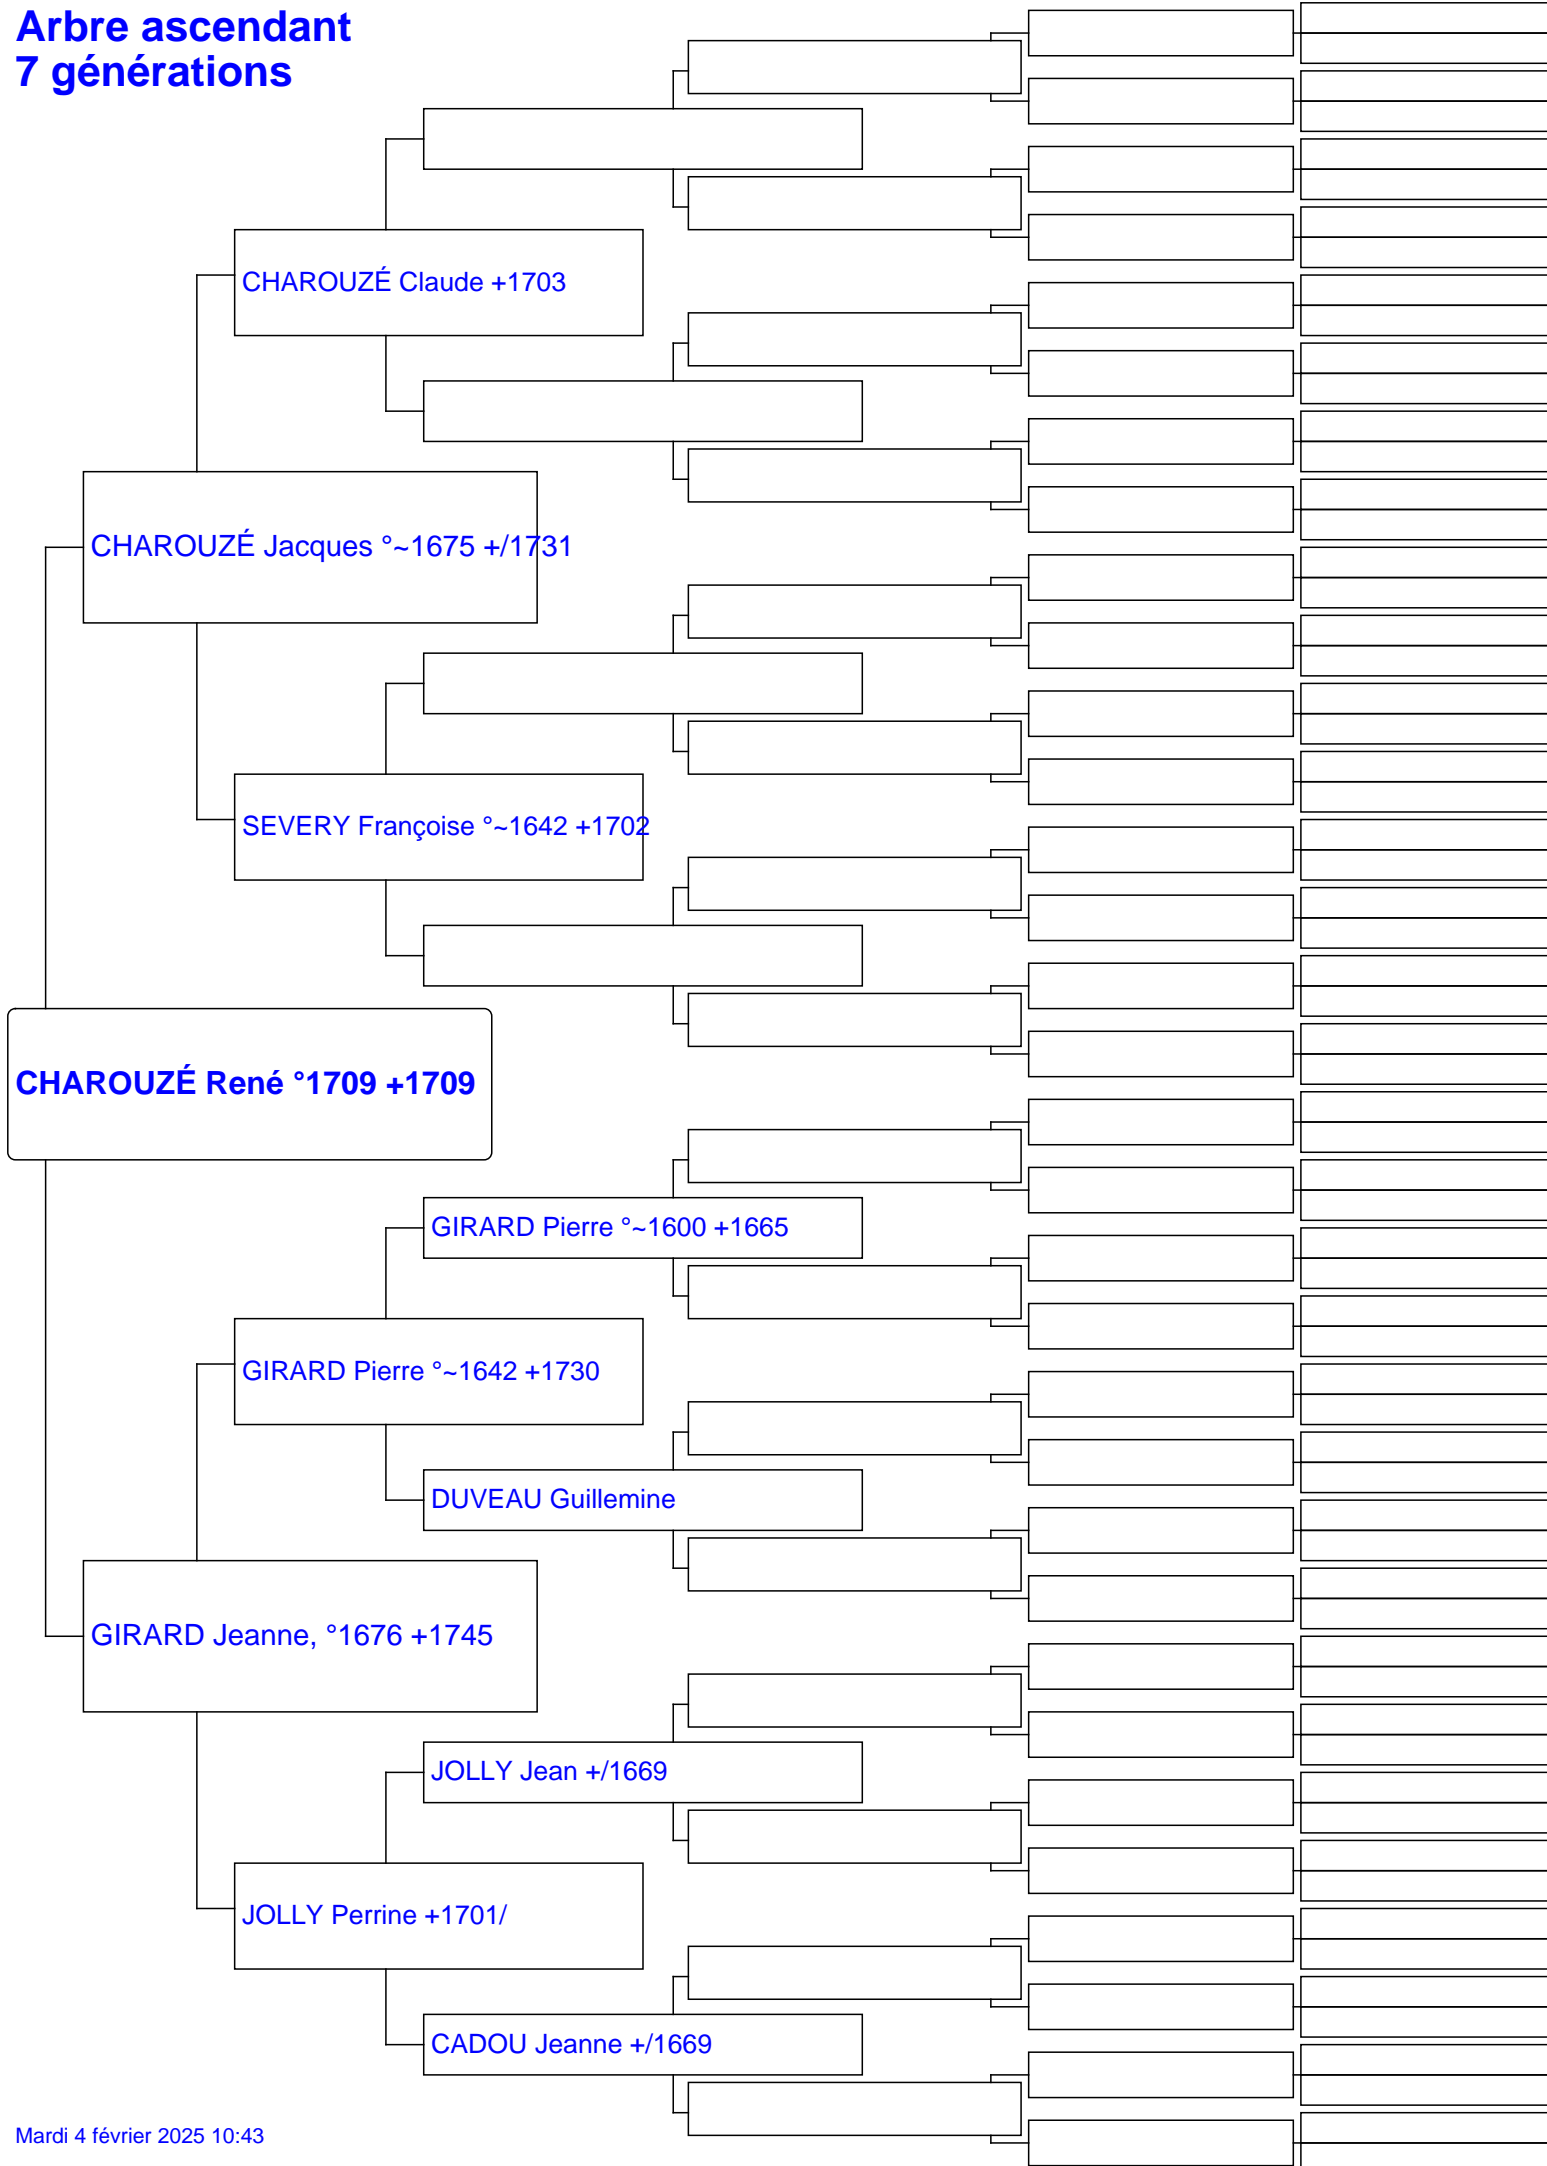 Arbre ascendant
7 générations
CHAROUZÉ Claude +1703
CHAROUZÉ Jacques °~1675 +/1731
SEVERY Françoise °~1642 +1702
CHAROUZÉ René °1709 +1709
GIRARD Pierre °~1600 +1665
GIRARD Pierre °~1642 +1730
DUVEAU Guillemine
GIRARD Jeanne, °1676 +1745
JOLLY Jean +/1669
JOLLY Perrine +1701/
CADOU Jeanne +/1669
Mardi 4 février 2025 10:43